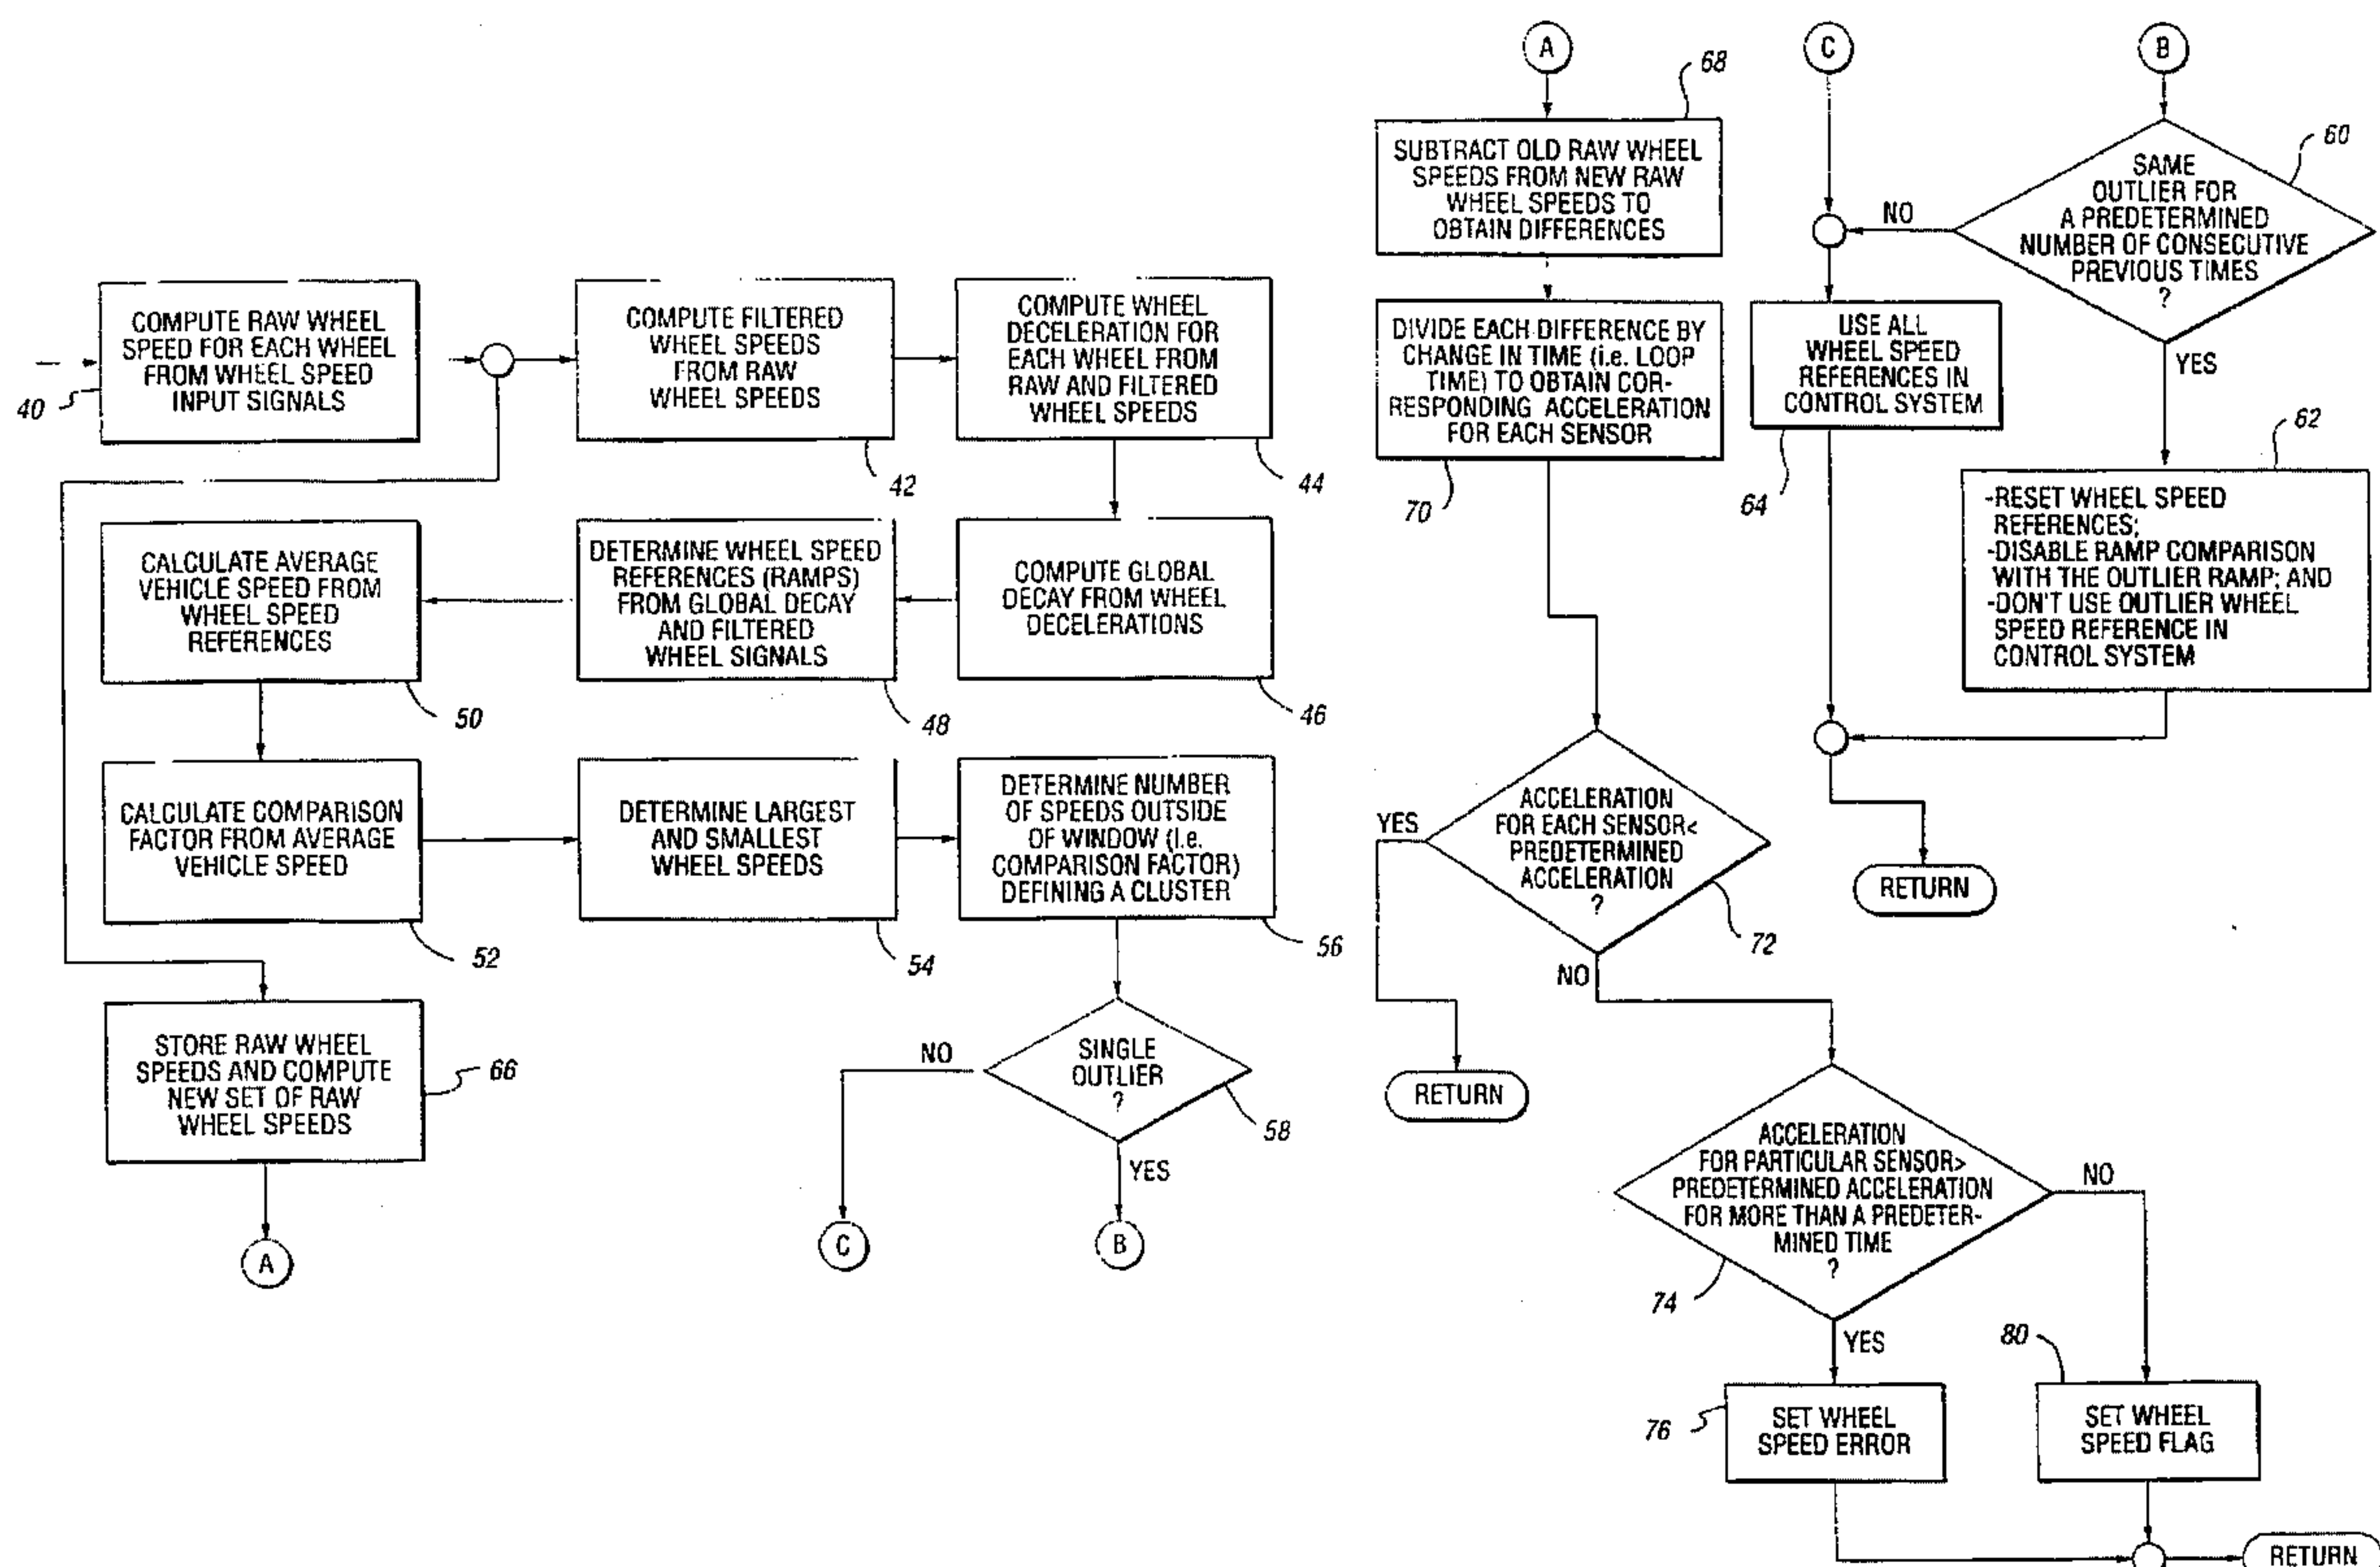 COMPUTE RAW WHEEL
SPEED FOR EACH WHEEL
FROM WHEEL SPEED
INPUT SIGNALS
40
COMPUTE FILTERED
WHEEL SPEEDS
FROM RAW
WHEEL SPEEDS
42
COMPUTE WHEEL
DECELERATION FOR
EACH WHEEL FROM
RAW AND FILTERED
WHEEL SPEEDS
44
CALCULATE AVERAGE
VEHICLE SPEED FROM
WHEEL SPEED
REFERENCES
50
DETERMINE WHEEL SPEED
REFERENCES (RAMPS)
FROM GLOBAL DECAY
AND FILTERED
WHEEL SIGNALS
48
COMPUTE GLOBAL
DECAY FROM WHEEL
DECELERATIONS
46
CALCULATE COMPARISON
FACTOR FROM AVERAGE
VEHICLE SPEED
52
DETERMINE LARGEST
AND SMALLEST
WHEEL SPEEDS
54
DETERMINE NUMBER
OF SPEEDS OUTSIDE
OF WINDOW (i.e.
COMPARISON FACTOR)
DEFINING A CLUSTER
56
STORE RAW WHEEL
SPEEDS AND COMPUTE
NEW SET OF RAW
WHEEL SPEEDS
66
A
SINGLE
OUTLIER
?
58
NO
YES
C
B
A
68
SUBTRACT OLD RAW WHEEL
SPEEDS FROM NEW RAW
WHEEL SPEEDS TO
OBTAIN DIFFERENCES
DIVIDE EACH DIFFERENCE BY
CHANGE IN TIME (i.e. LOOP
TIME) TO OBTAIN COR-
RESPONDING ACCELERATION
FOR EACH SENSOR
70
ACCELERATION
FOR EACH SENSOR<
PREDETERMINED
ACCELERATION
?
72
YES
NO
RETURN
ACCELERATION
FOR PARTICULAR SENSOR>
PREDETERMINED ACCELERATION
FOR MORE THAN A PREDETER-
MINED TIME
?
74
NO
YES
76
SET WHEEL
SPEED ERROR
80
SET WHEEL
SPEED FLAG
RETURN
C
B
SAME
OUTLIER FOR
A PREDETERMINED
NUMBER OF CONSECUTIVE
PREVIOUS TIMES
?
60
NO
YES
USE ALL
WHEEL SPEED
REFERENCES IN
CONTROL SYSTEM
64
62
-RESET WHEEL SPEED
REFERENCES;
-DISABLE RAMP COMPARISON
WITH THE OUTLIER RAMP; AND
-DON'T USE OUTLIER WHEEL
SPEED REFERENCE IN
CONTROL SYSTEM
RETURN